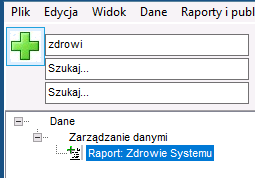 Plik Edycja Widok Dane Raporty i publ
zdrowi
Szukaj...
Szukaj...
Dane
Zarządzanie danymi
Raport: Zdrowie Systemu